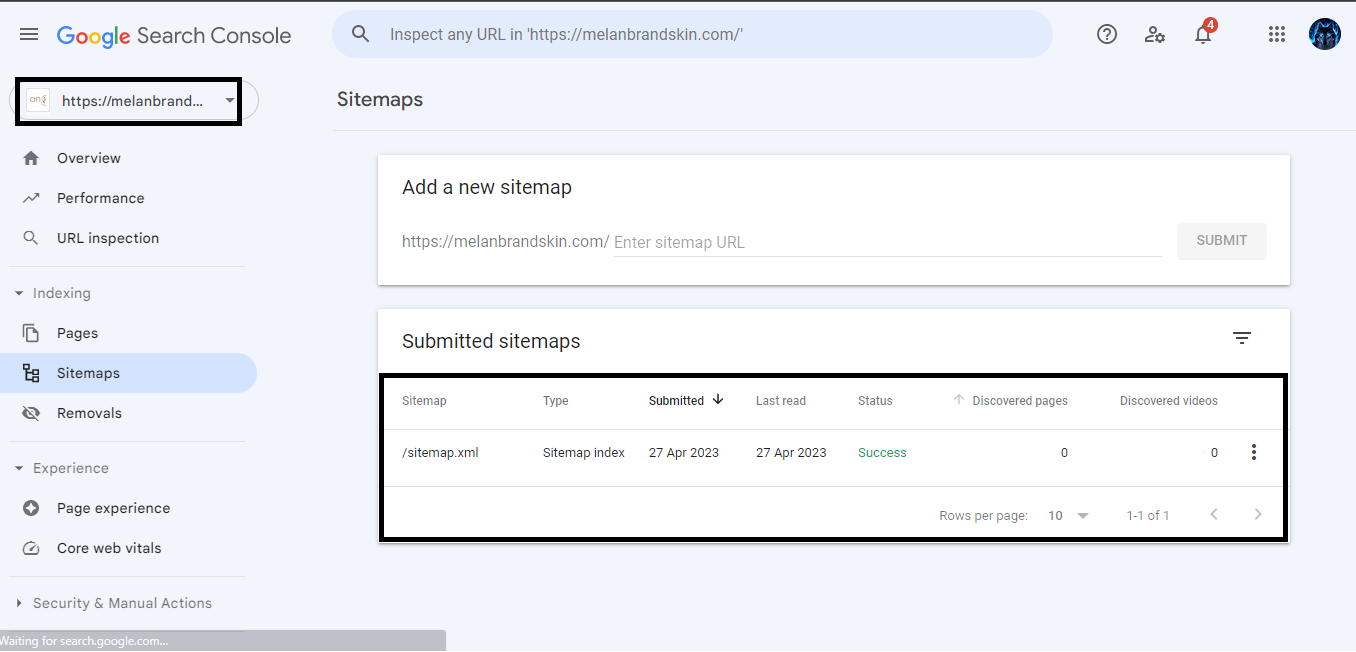 Google Search Console
Inspect any URL in 'https://melanbrandskin.com/'
4
https://melanbrand...
Sitemaps
Overview
Performance
URL inspection
Indexing
Pages
Sitemaps
Removals
Experience
Page experience
Core web vitals
Security & Manual Actions
Add a new sitemap
https://melanbrandskin.com/ Enter sitemap URL
SUBMIT
Submitted sitemaps
Sitemap Type Submitted Last read Status Discovered pages Discovered videos
/sitemap.xml Sitemap index 27 Apr 2023 27 Apr 2023 Success 0 0
Rows per page: 10 1-1 of 1
Waiting for search.google.com...